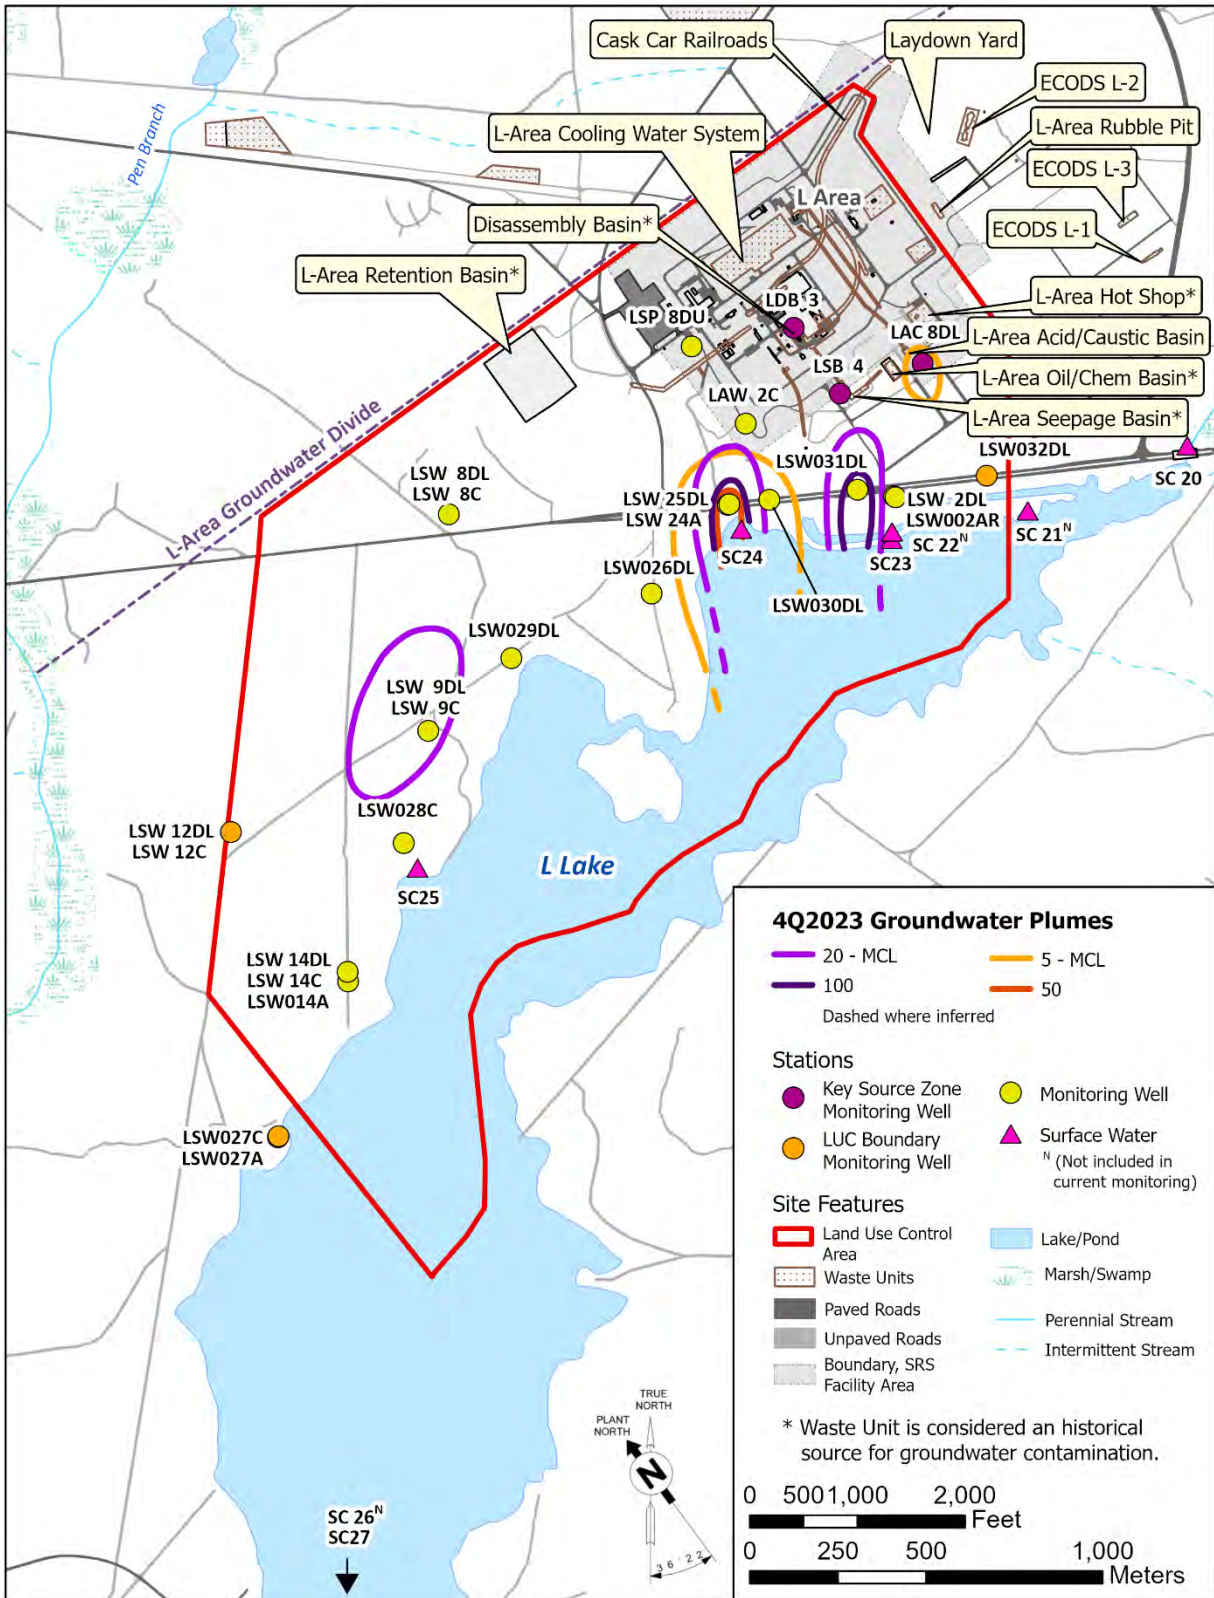 Cask Car Railroads
Laydown Yard
ECODS L-2
L-Area Cooling Water System
L-Area Rubble Pit
ECODS L-3
Pen Branch
L Area
Disassembly Basin*
ECODS L-1
L-Area Retention Basin*
L-Area Hot Shop*
LDB 3
LSP 8DU
LAC 8DL
L-Area Acid/Caustic Basin
LSB 4
L-Area Oil/Chem Basin*
LAW 2C
L-Area Seepage Basin*
L-Area Groundwater Divide
LSW032DL
LSW031DL
LSW 8DL
LSW 8C
SC 20
LSW 25DL
LSW 24A
LSW 2DL
LSW002AR
SC 21N
SC 22N
SC24
SC23
LSW026DL
LSW030DL
LSW029DL
LSW 9DL
LSW 9C
LSW028C
LSW 12DL
LSW 12C
L Lake
SC25
LSW 14DL
LSW 14C
LSW014A
LSW027C
LSW027A
SC 26N
SC27
TRUE
NORTH
PLANT
NORTH
N
36°22'
4Q2023 Groundwater Plumes
20 - MCL
5 - MCL
100
50
Dashed where inferred
Stations
Key Source Zone
Monitoring Well
Monitoring Well
LUC Boundary
Monitoring Well
Surface Water
N (Not included in
current monitoring)
Site Features
Land Use Control
Area
Lake/Pond
Waste Units
Marsh/Swamp
Paved Roads
Perennial Stream
Unpaved Roads
Intermittent Stream
Boundary, SRS
Facility Area
* Waste Unit is considered an historical
source for groundwater contamination.
0 500 1,000 2,000
Feet
0 250 500 1,000
Meters